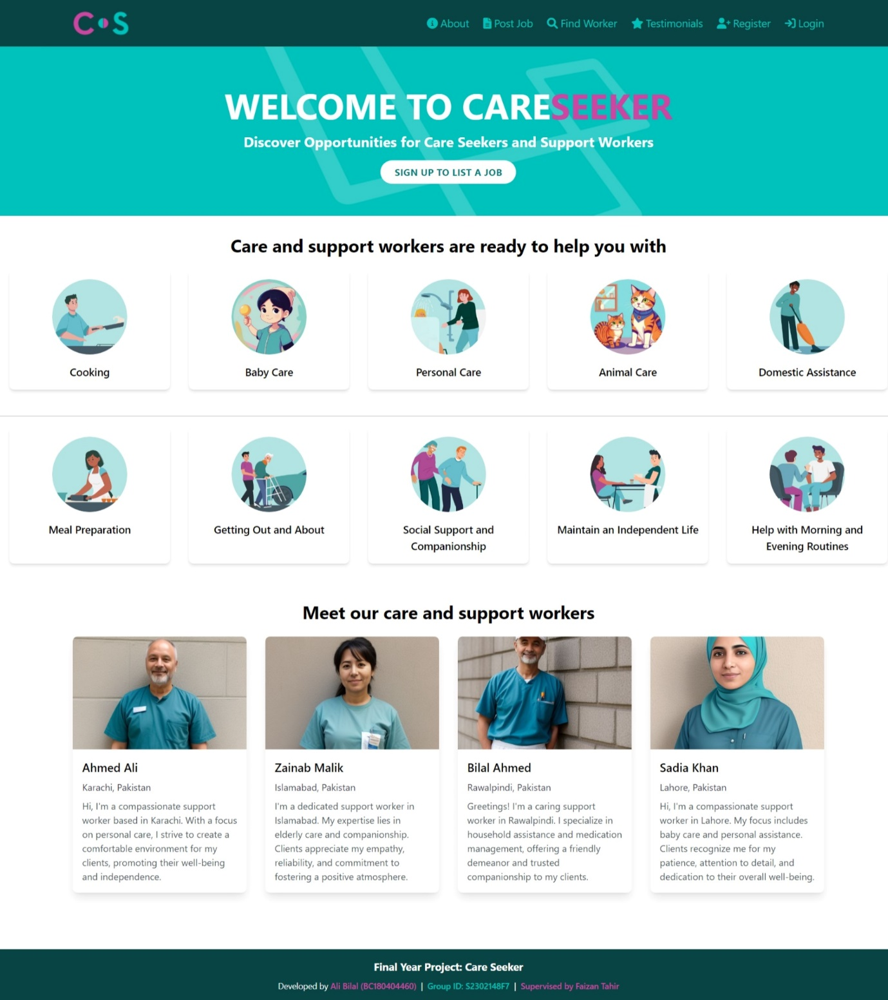 C S
About
Post Job
Find Worker
Testimonials
Register
Login
WELCOME TO CARESEEKER
Discover Opportunities for Care Seekers and Support Workers
SIGN UP TO LIST A JOB
Care and support workers are ready to help you with
Cooking
Baby Care
Personal Care
Animal Care
Domestic Assistance
Meal Preparation
Getting Out and About
Social Support and
Companionship
Maintain an Independent Life
Help with Morning and
Evening Routines
Meet our care and support workers
Ahmed Ali
Karachi, Pakistan
Hi, I'm a compassionate support
worker based in Karachi. With a focus
on personal care, I strive to create a
comfortable environment for my
clients, promoting their well-being
and independence.
Zainab Malik
Islamabad, Pakistan
I'm a dedicated support worker in
Islamabad. My expertise lies in
elderly care and companionship.
Clients appreciate my empathy,
reliability, and commitment to
fostering a positive atmosphere.
Bilal Ahmed
Rawalpindi, Pakistan
Greetings! I'm a caring support
worker in Rawalpindi. I specialize in
household assistance and medication
management, offering a friendly
demeanor and trusted
companionship to my clients.
Sadia Khan
Lahore, Pakistan
Hi, I'm a compassionate support
worker in Lahore. My focus includes
baby care and personal assistance.
Clients recognize me for my
patience, attention to detail, and
dedication to their overall well-being.
Final Year Project: Care Seeker
Developed by Ali Bilal (BC180404460) | Group ID: S2302148F7 | Supervised by Faizan Tahir